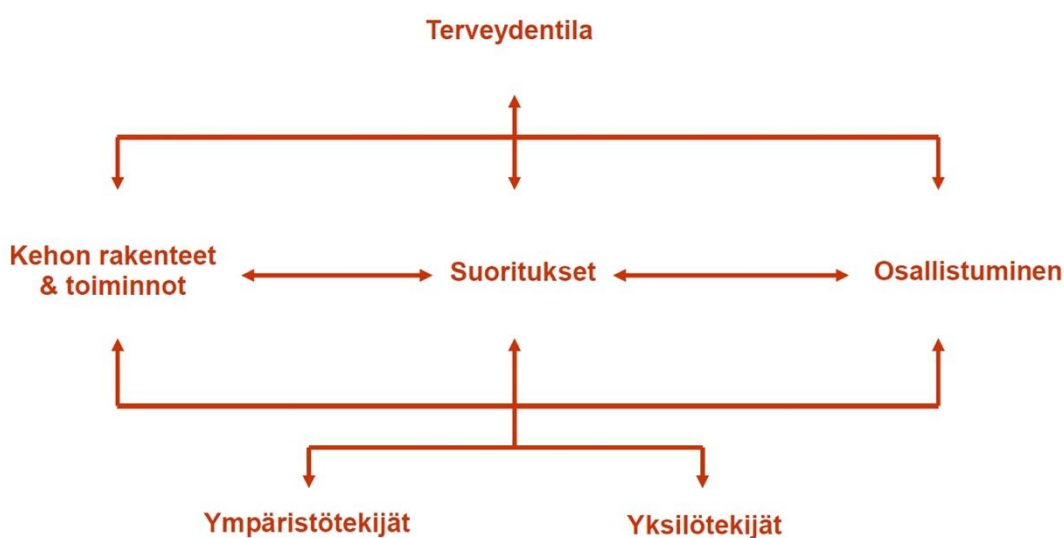 Terveydentila
Kehon rakenteet
& toiminnot
Suoritukset
Osallistuminen
Ympäristötekijät
Yksilötekijät